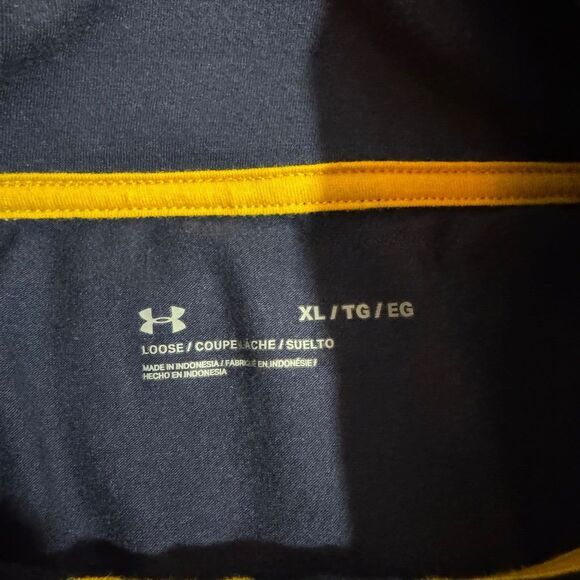 XL / TG / EG
LOOSE / COUPE LÂCHE / SUELTO
MADE IN INDONESIA / FABRIQUÉ EN INDONÉSIE /
HECHO EN INDONESIA